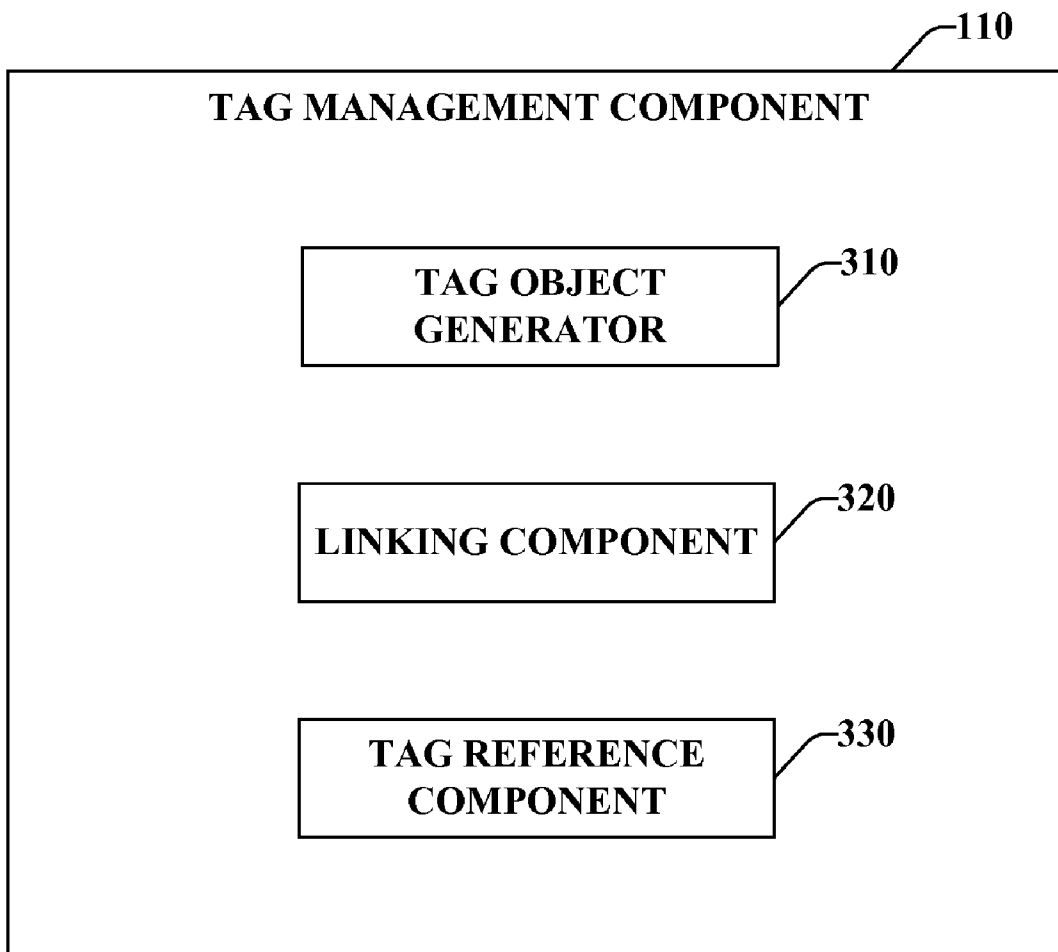 110
TAG MANAGEMENT COMPONENT
310
TAG OBJECT
GENERATOR
320
LINKING COMPONENT
330
TAG REFERENCE
COMPONENT